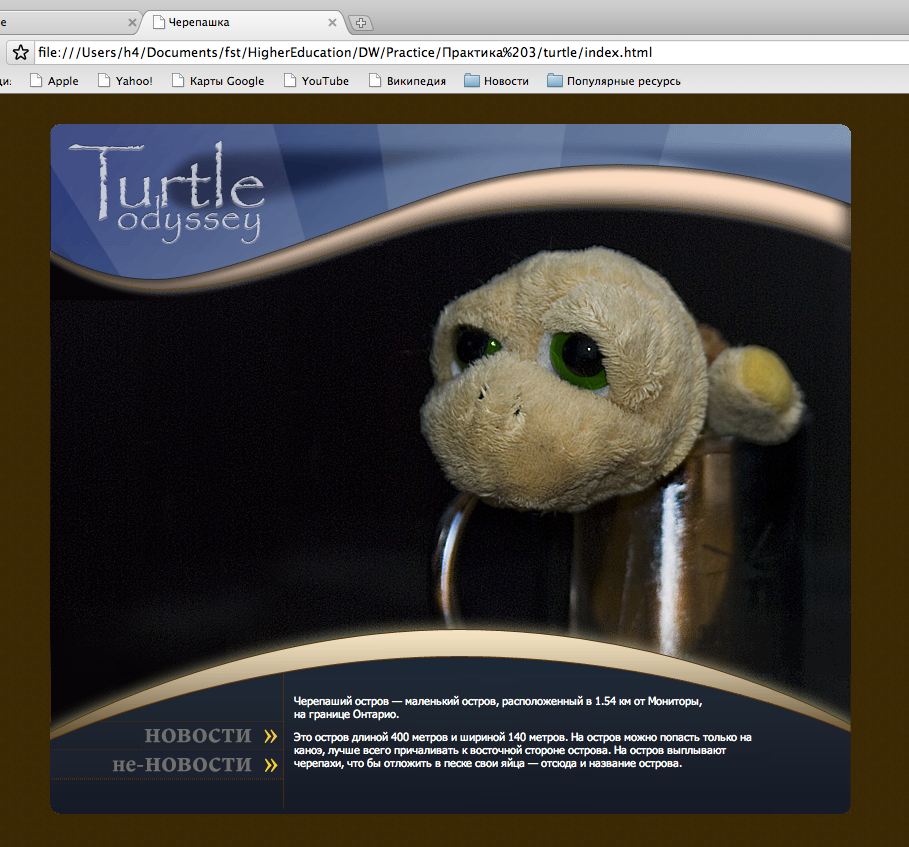 е
Черепашка
file:///Users/h4/Documents/fst/HigherEducation/DW/Practice/Практика%203/turtle/index.html
ди:
Apple
Yahoo!
Карты Google
YouTube
Википедия
Новости
Популярные ресурсь
Turtle
odyssey
Черепаший остров — маленький остров, расположенный в 1.54 км от Мониторы,
на границе Онтарио.
новости »
не-новости »
Это остров длиной 400 метров и шириной 140 метров. На остров можно попасть только на
каноэ, лучше всего причаливать к восточной стороне острова. На остров выплывают
черепахи, что бы отложить в песке свои яйца — отсюда и название острова.